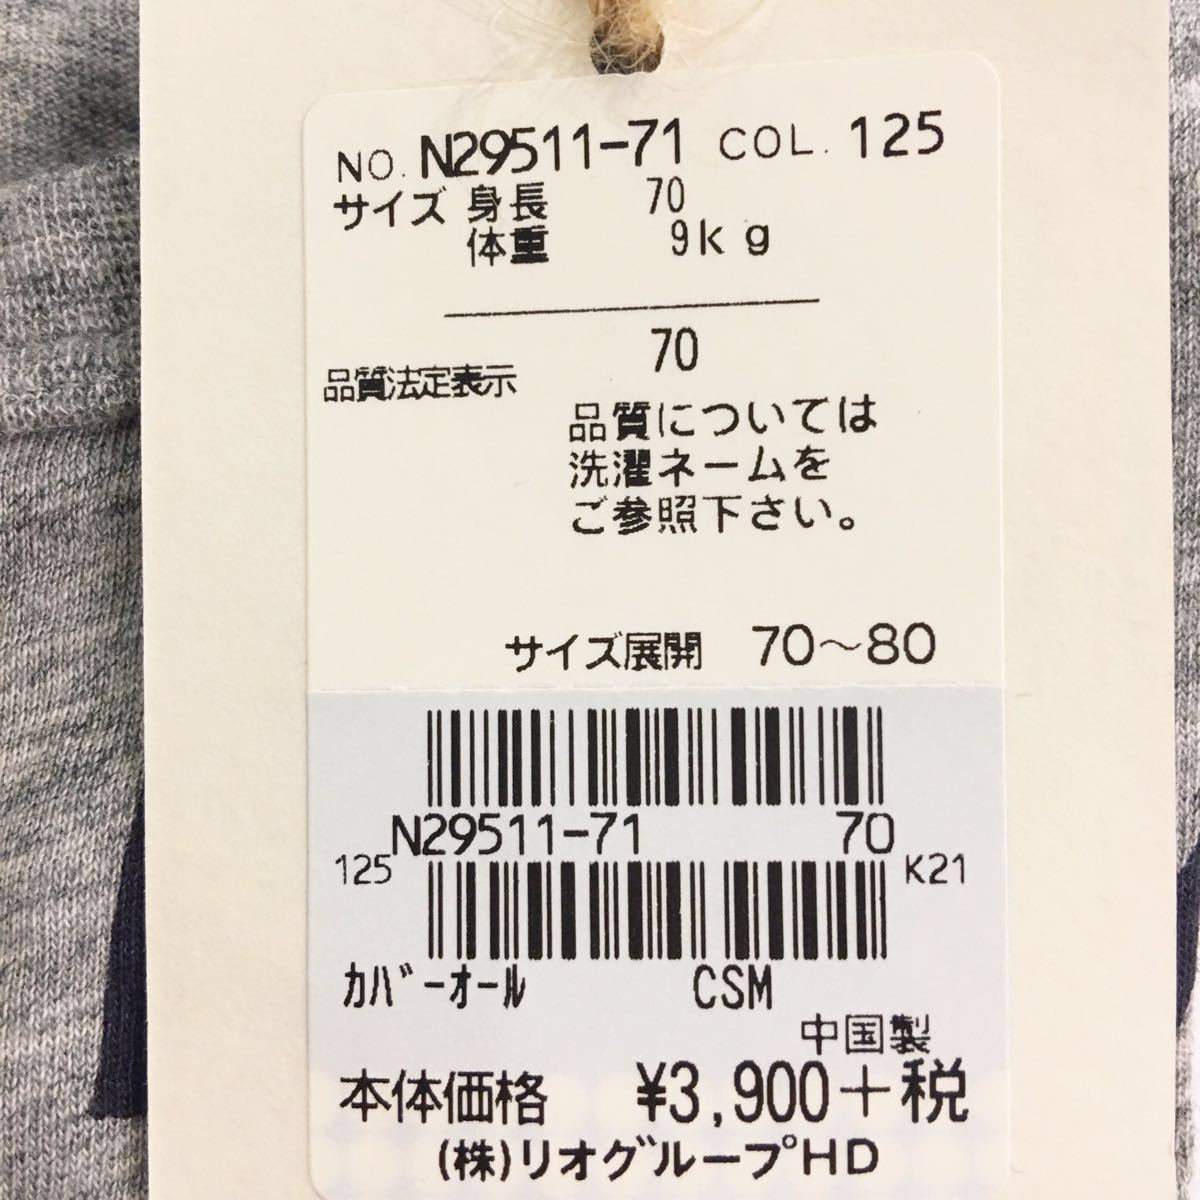 NO. N29511-71 COL. 125
サイズ 身長 70
体重 9kg
70
品質法定表示
品質については
洗濯ネームを
ご参照下さい。
サイズ展開 70～80
N29511-71 70
125 K21
ｶﾊﾞｰｵｰﾙ CSM
中国製
本体価格 ¥3,900＋税
(株)リオグループHD